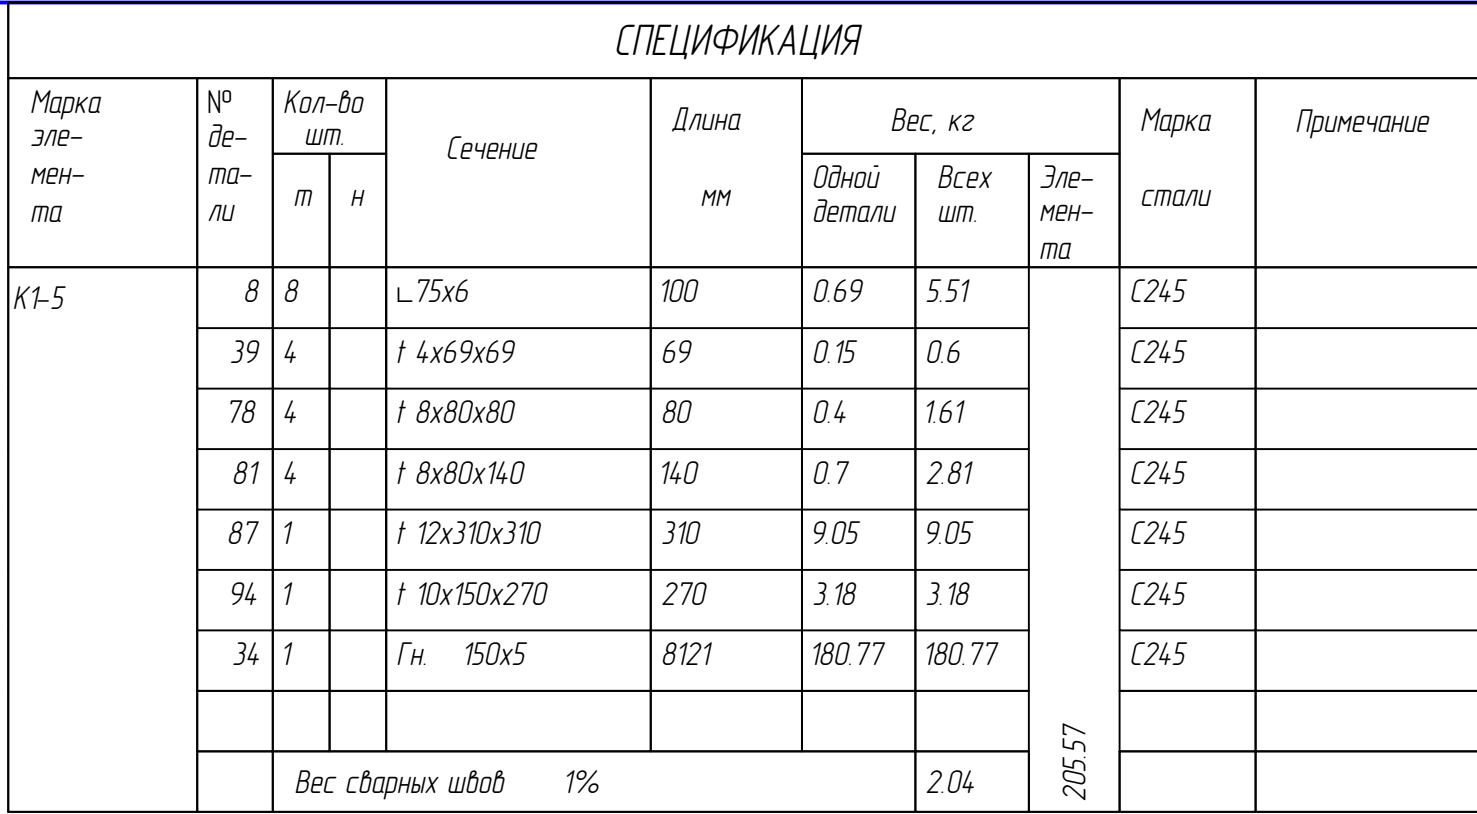 СПЕЦИФИКАЦИЯ
Марка
эле-
мен-
та
№
де-
та-
ли
Кол-во
шт.
т
н
Сечение
Длина
мм
Вес, кг
Одной
детали
Всех
шт.
Эле-
мен-
та
Марка
стали
Примечание
К1-5
8 8 ∟75х6 100 0.69 5.51 С245
39 4 t 4х69х69 69 0.15 0.6 С245
78 4 t 8х80х80 80 0.4 1.61 С245
81 4 t 8х80х140 140 0.7 2.81 С245
87 1 t 12х310х310 310 9.05 9.05 С245
94 1 t 10х150х270 270 3.18 3.18 С245
34 1 Гн. 150х5 8121 180.77 180.77 С245
Вес сварных швов 1% 2.04
205.57